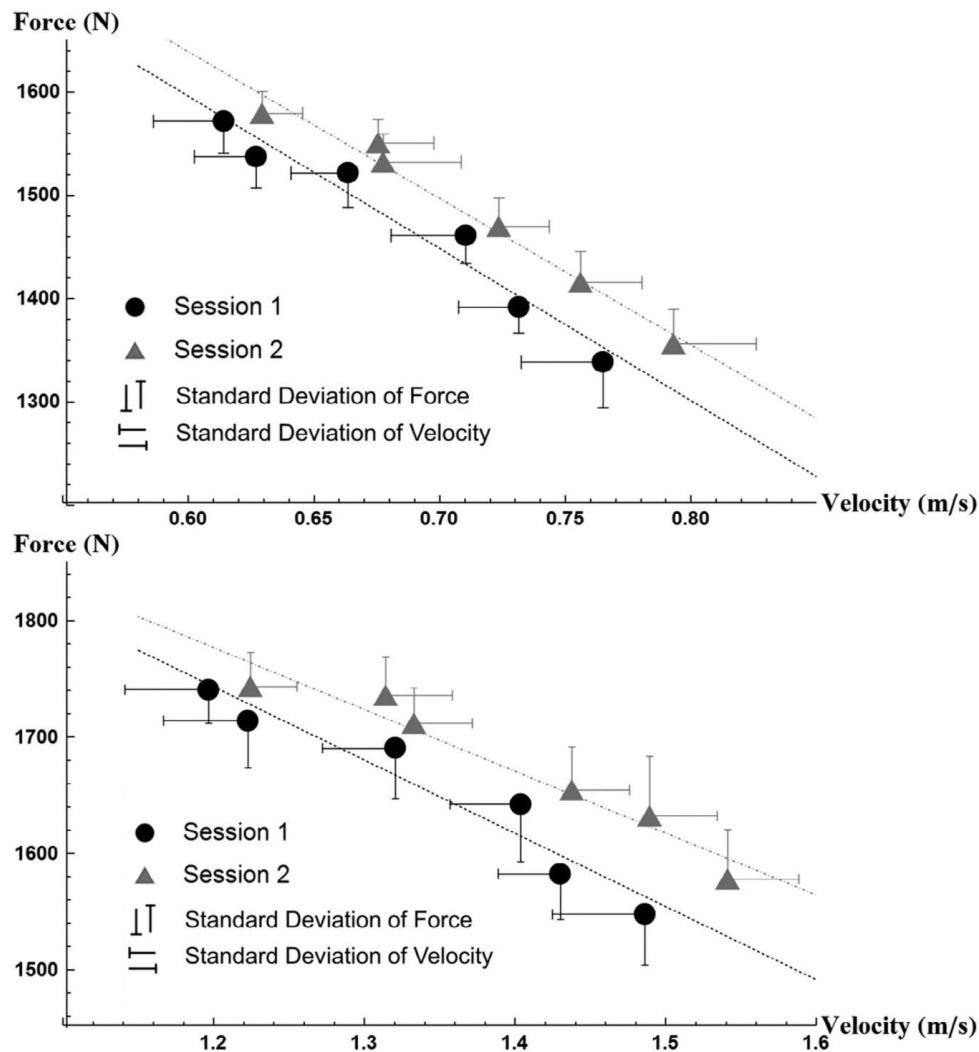 Force (N)
1600
1500
1400
1300
Session 1
Session 2
Standard Deviation of Force
Standard Deviation of Velocity
0.60 0.65 0.70 0.75 0.80
Velocity (m/s)
Force (N)
1800
1700
1600
1500
Session 1
Session 2
Standard Deviation of Force
Standard Deviation of Velocity
1.2 1.3 1.4 1.5 1.6
Velocity (m/s)